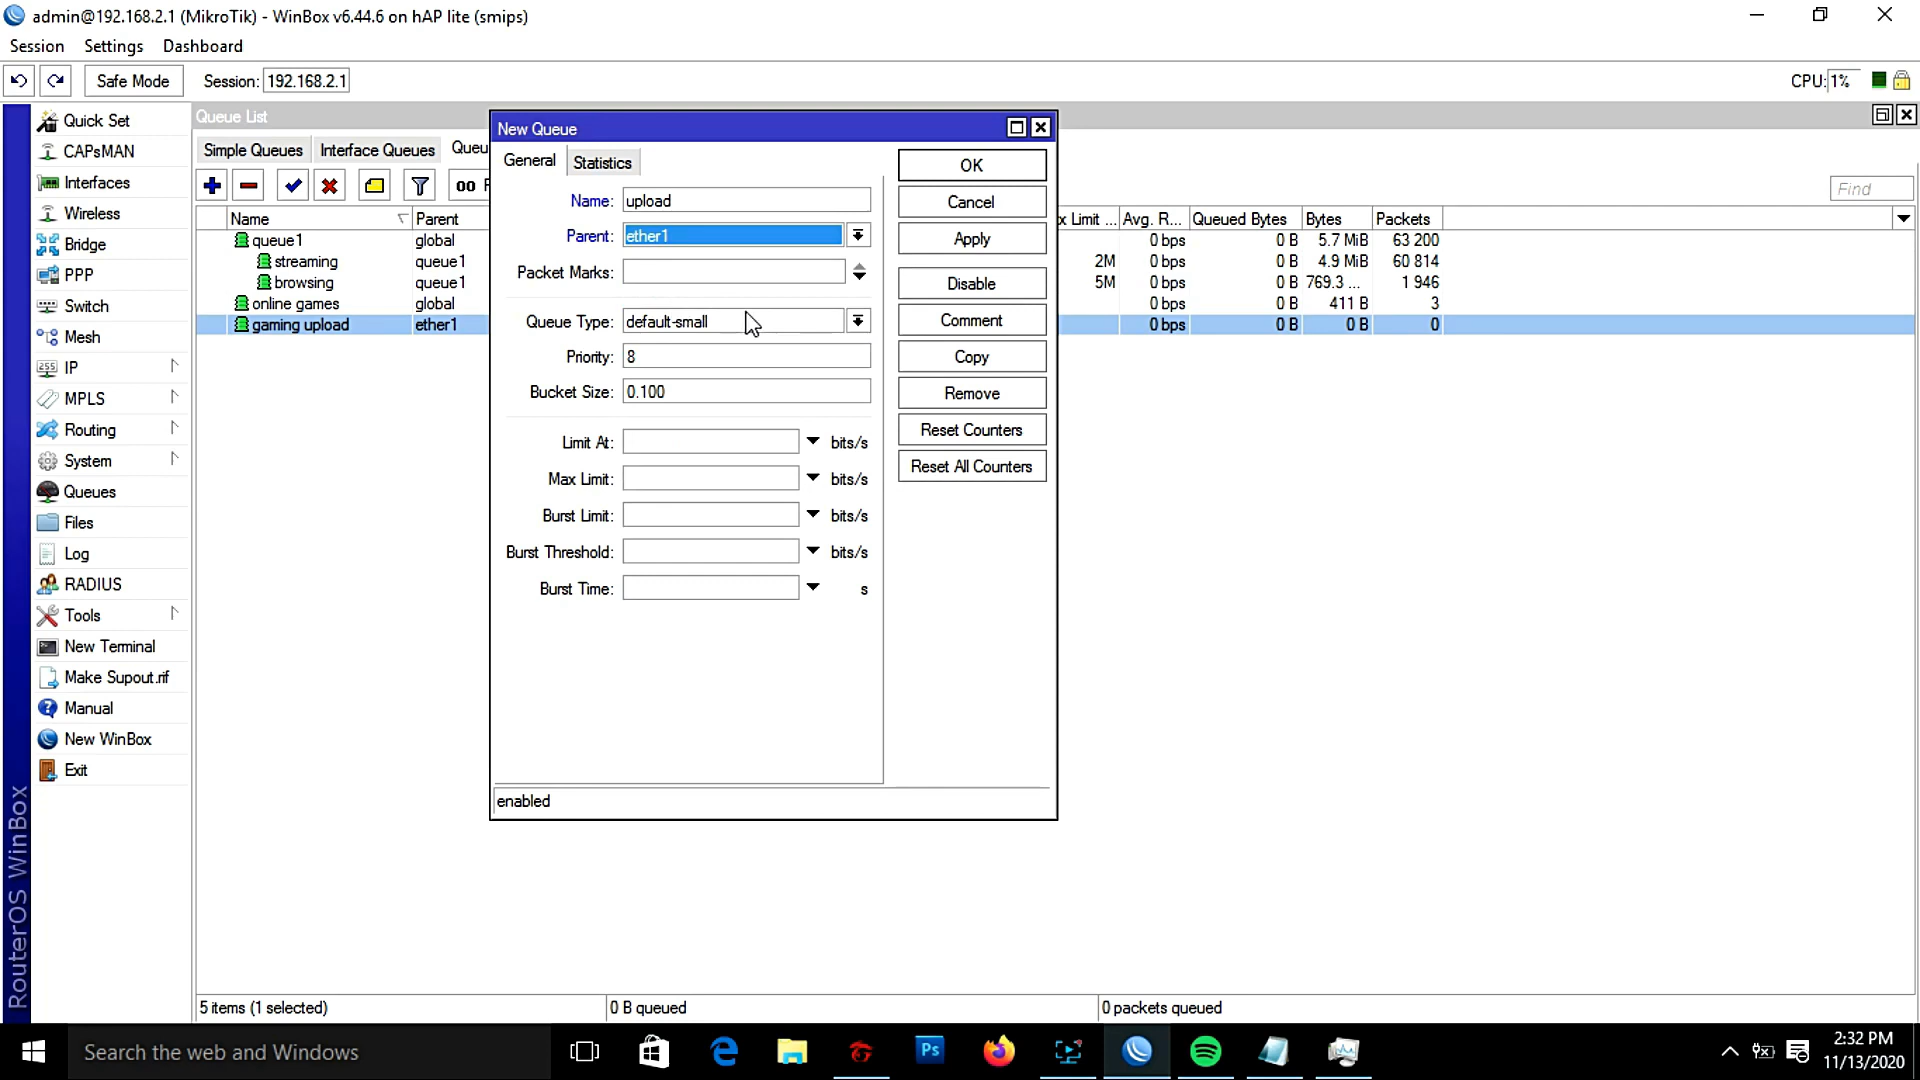 admin@192.168.2.1 (MikroTik) - WinBox v6.44.6 on hAP lite (smips)
Session Settings Dashboard
Safe Mode Session: 192.168.2.1 CPU: 1%
Quick Set
CAPsMAN
Interfaces
Wireless
Bridge
PPP
Switch
Mesh
IP
MPLS
Routing
System
Queues
Files
Log
RADIUS
Tools
New Terminal
Make Supout.rif
Manual
New WinBox
Exit
RouterOS WinBox
Queue List
Simple Queues Interface Queues Queu
00 Find
Name Parent x Limit ... Avg. R... Queued Bytes Bytes Packets
queue1 global 0 bps 0 B 5.7 MiB 63 200
streaming queue1 2M 0 bps 0 B 4.9 MiB 60 814
browsing queue1 5M 0 bps 0 B 769.3 ... 1 946
online games global 0 bps 0 B 411 B 3
gaming upload ether1 0 bps 0 B 0 B 0
New Queue
General Statistics
Name: upload
Parent: ether1
Packet Marks:
Queue Type: default-small
Priority: 8
Bucket Size: 0.100
Limit At: bits/s
Max Limit: bits/s
Burst Limit: bits/s
Burst Threshold: bits/s
Burst Time: s
OK
Cancel
Apply
Disable
Comment
Copy
Remove
Reset Counters
Reset All Counters
enabled
5 items (1 selected) 0 B queued 0 packets queued
Search the web and Windows
Ps
2:32 PM
11/13/2020